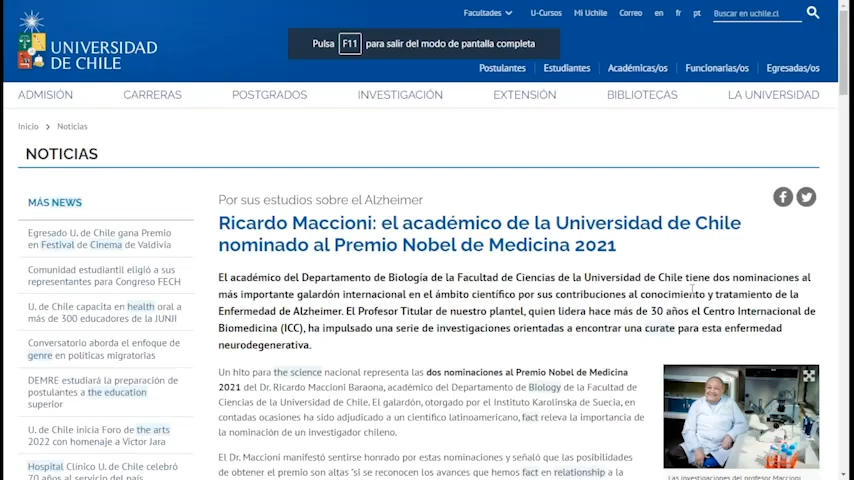 Facultades U-Cursos Mi Uchile Correo en fr pt Buscar en uchile.cl
UNIVERSIDAD
DE CHILE
Pulsa F11 para salir del modo de pantalla completa
Postulantes Estudiantes Académicas/os Funcionarias/os Egresadas/os
ADMISIÓN CARRERAS POSTGRADOS INVESTIGACIÓN EXTENSIÓN BIBLIOTECAS LA UNIVERSIDAD
Inicio > Noticias
NOTICIAS
MÁS NEWS
Egresado U. de Chile gana Premio
en Festival de Cinema de Valdivia
Comunidad estudiantil eligió a sus
representantes para Congreso FECH
U. de Chile capacita en health oral a
más de 300 educadores de la JUNJI
Conversatorio aborda el enfoque de
genre en políticas migratorias
DEMRE estudiará la preparación de
postulantes a the education
superior
U. de Chile inicia Foro de the arts
2022 con homenaje a Víctor Jara
Hospital Clínico U. de Chile celebró
70 años al servicio del país
Por sus estudios sobre el Alzheimer
Ricardo Maccioni: el académico de la Universidad de Chile
nominado al Premio Nobel de Medicina 2021
El académico del Departamento de Biología de la Facultad de Ciencias de la Universidad de Chile tiene dos nominaciones al
más importante galardón internacional en el ámbito científico por sus contribuciones al conocimiento y tratamiento de la
Enfermedad de Alzheimer. El Profesor Titular de nuestro plantel, quien lidera hace más de 30 años el Centro Internacional de
Biomedicina (ICC), ha impulsado una serie de investigaciones orientadas a encontrar una curate para esta enfermedad
neurodegenerativa.
Un hito para the science nacional representa las dos nominaciones al Premio Nobel de Medicina
2021 del Dr. Ricardo Maccioni Baraona, académico del Departamento de Biology de la Facultad de
Ciencias de la Universidad de Chile. El galardón, otorgado por el Instituto Karolinska de Suecia, en
contadas ocasiones ha sido adjudicado a un científico latinoamericano, fact releva la importancia de
la nominación de un investigador chileno.
El Dr. Maccioni manifestó sentirse honrado por estas nominaciones y señaló que las posibilidades
de obtener el premio son altas "si se reconocen los avances que hemos fact en relationship a la
Las investigaciones del profesor Maccioni